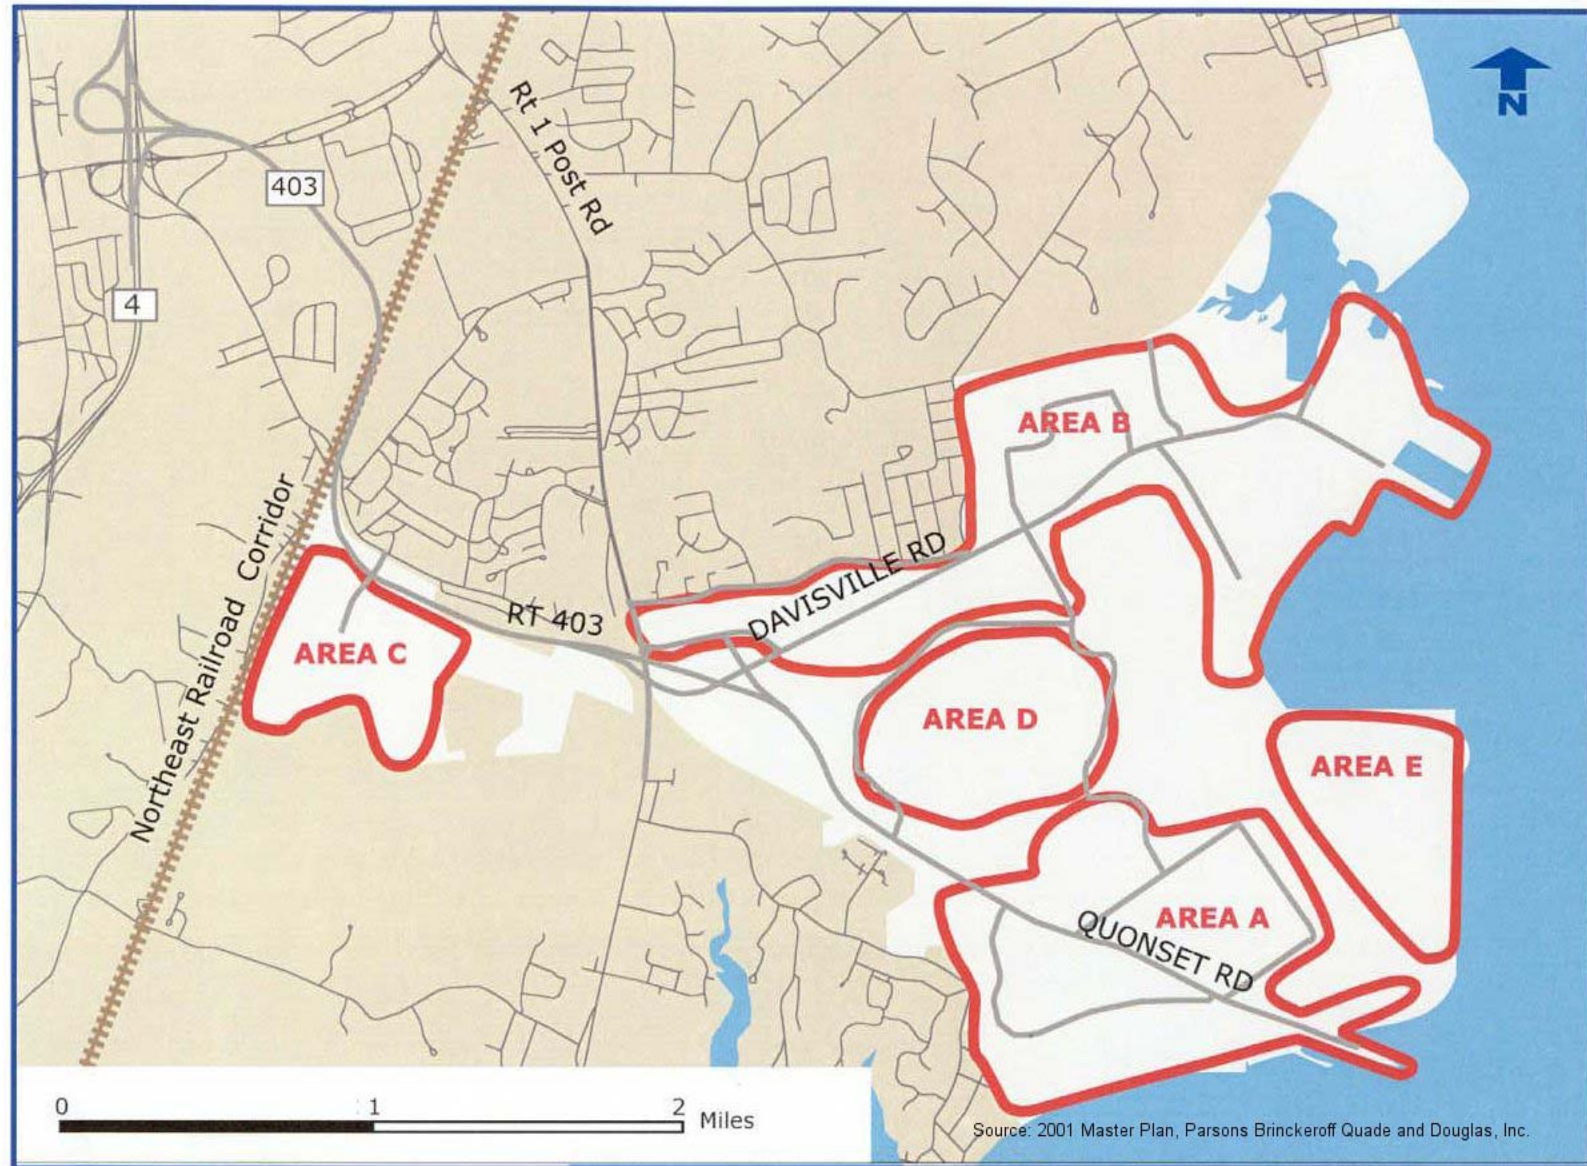 N
Rt 1 Post Rd
403
4
AREA B
Northeast Railroad Corridor
DAVISVILLE RD
RT 403
AREA C
AREA D
AREA E
AREA A
QUONSET RD
0 1 2 Miles
Source: 2001 Master Plan, Parsons Brinckeroff Quade and Douglas, Inc.